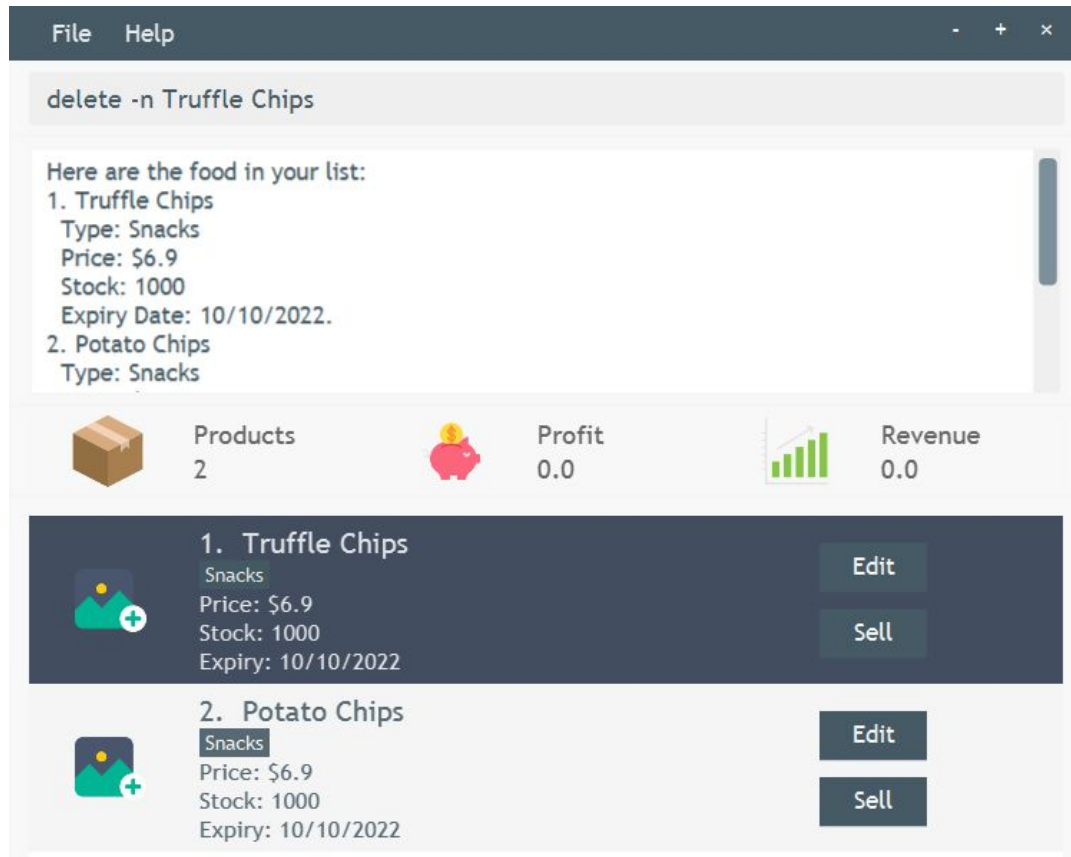 File Help - + ×
delete -n Truffle Chips
Here are the food in your list:
1. Truffle Chips
Type: Snacks
Price: $6.9
Stock: 1000
Expiry Date: 10/10/2022.
2. Potato Chips
Type: Snacks
Products
2
Profit
0.0
Revenue
0.0
1. Truffle Chips
Snacks
Price: $6.9
Stock: 1000
Expiry: 10/10/2022
Edit
Sell
2. Potato Chips
Snacks
Price: $6.9
Stock: 1000
Expiry: 10/10/2022
Edit
Sell